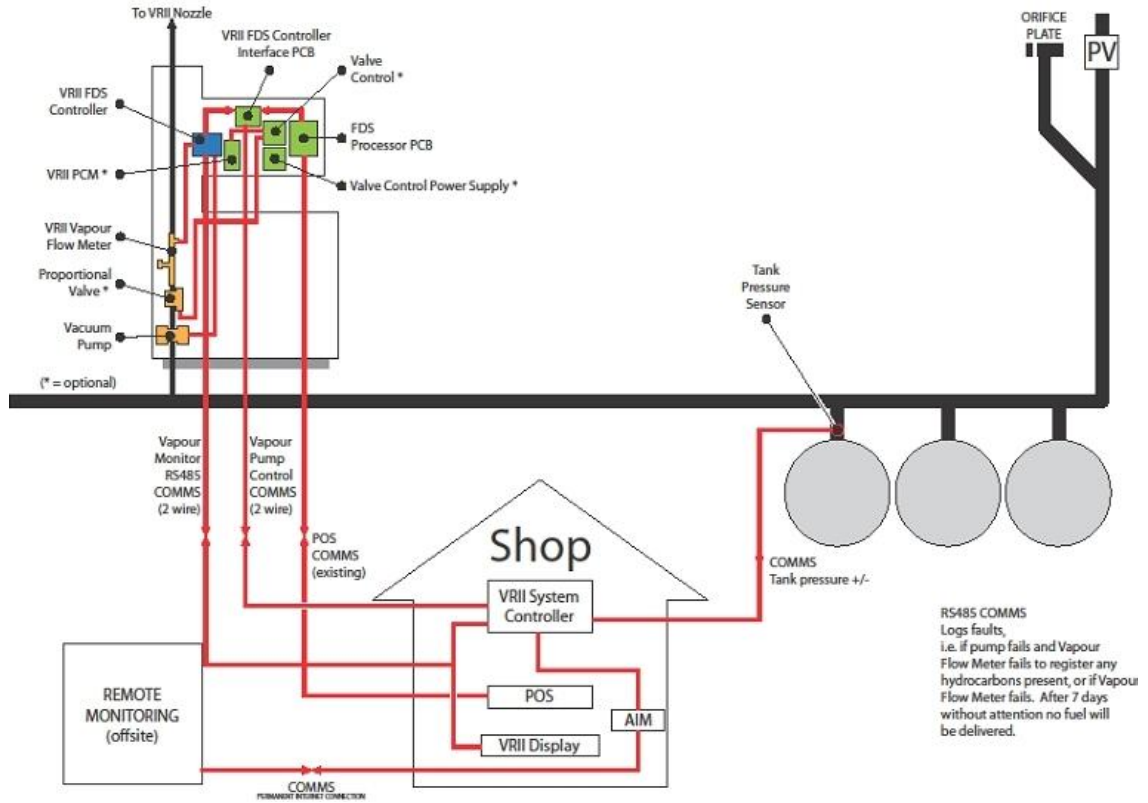 To VRII Nozzle
VRII FDS Controller
Interface PCB
Valve
Control *
VRII FDS
Controller
FDS
Processor PCB
VRII PCM *
Valve Control Power Supply *
VRII Vapour
Flow Meter
Proportional
Valve *
Vacuum
Pump
(* = optional)
ORIFICE
PLATE
PV
Tank
Pressure
Sensor
Vapour
Monitor
RS485
COMMS
(2 wire)
Vapour
Pump
Control
COMMS
(2 wire)
POS
COMMS
(existing)
Shop
VRII System
Controller
POS
AIM
VRII Display
COMMS
Tank pressure +/-
REMOTE
MONITORING
(offsite)
COMMS
PERMANENT INTERNET CONNECTION
RS485 COMMS
Logs faults,
i.e. if pump fails and Vapour
Flow Meter fails to register any
hydrocarbons present, or if Vapour
Flow Meter fails. After 7 days
without attention no fuel will
be delivered.